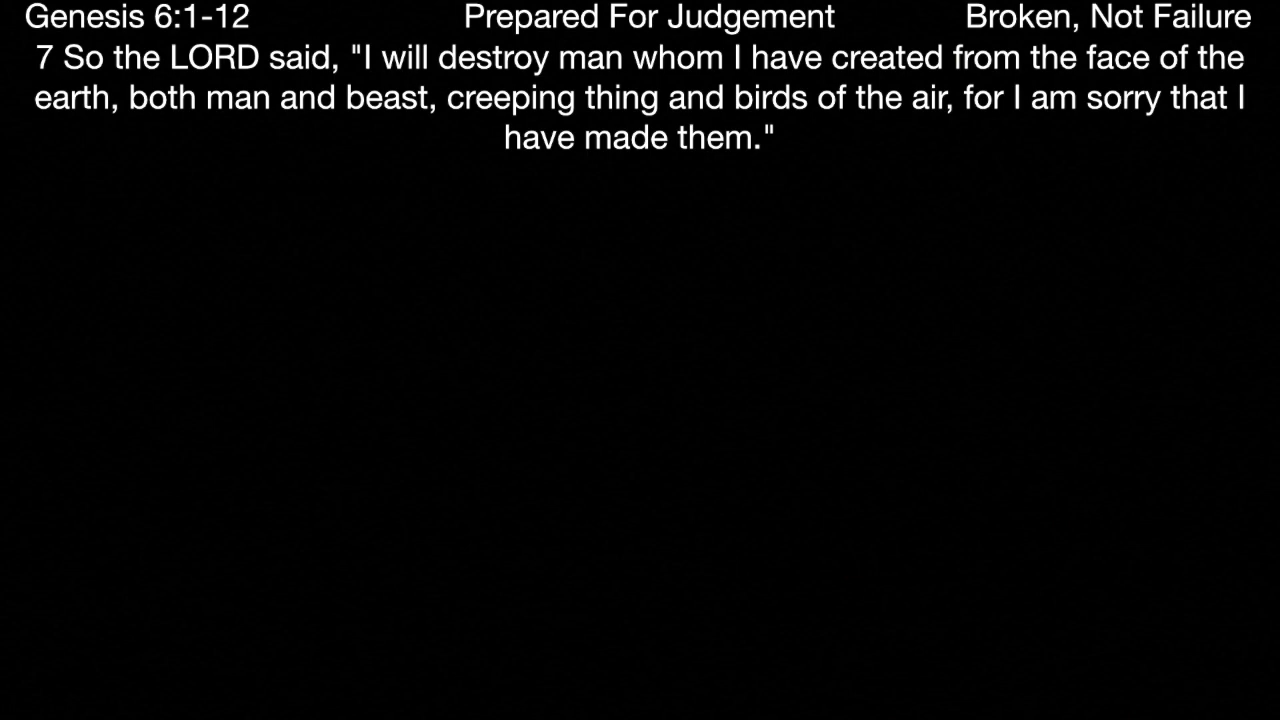 Genesis 6:1-12 Prepared For Judgement Broken, Not Failure
7 So the LORD said, "I will destroy man whom I have created from the face of the
earth, both man and beast, creeping thing and birds of the air, for I am sorry that I
have made them."